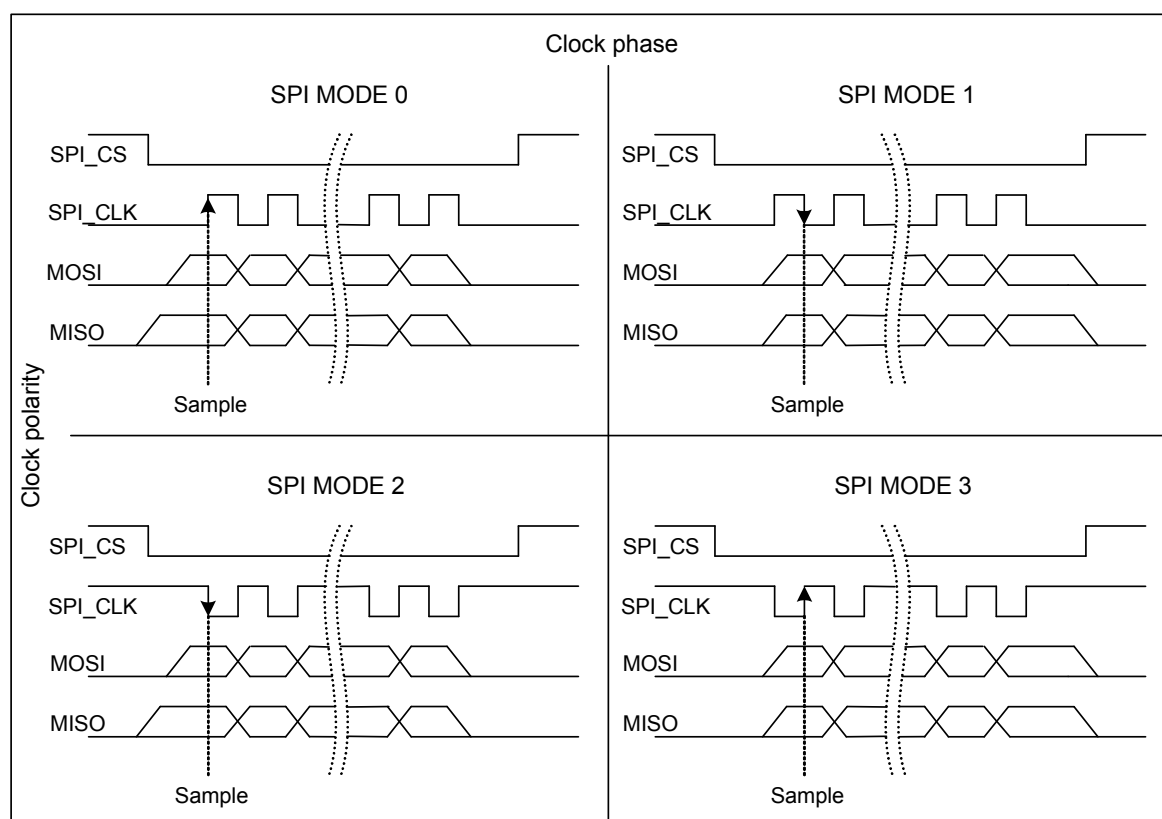 Clock phase
SPI MODE 0
SPI_CS
SPI_CLK
MOSI
MISO
Sample
SPI MODE 1
SPI_CS
SPI_CLK
MOSI
MISO
Sample
Clock polarity
SPI MODE 2
SPI_CS
SPI_CLK
MOSI
MISO
Sample
SPI MODE 3
SPI_CS
SPI_CLK
MOSI
MISO
Sample